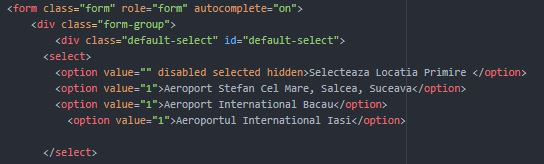 <form class="form" role="form" autocomplete="on">
<div class="form-group">
<div class="default-select" id="default-select">
<select>
<option value="" disabled selected hidden>Selecteaza Locatia Primire </option>
<option value="1">Aeroport Stefan Cel Mare, Salcea, Suceava</option>
<option value="1">Aeroport International Bacau</option>
<option value="1">Aeroportul International Iasi</option>
</select>